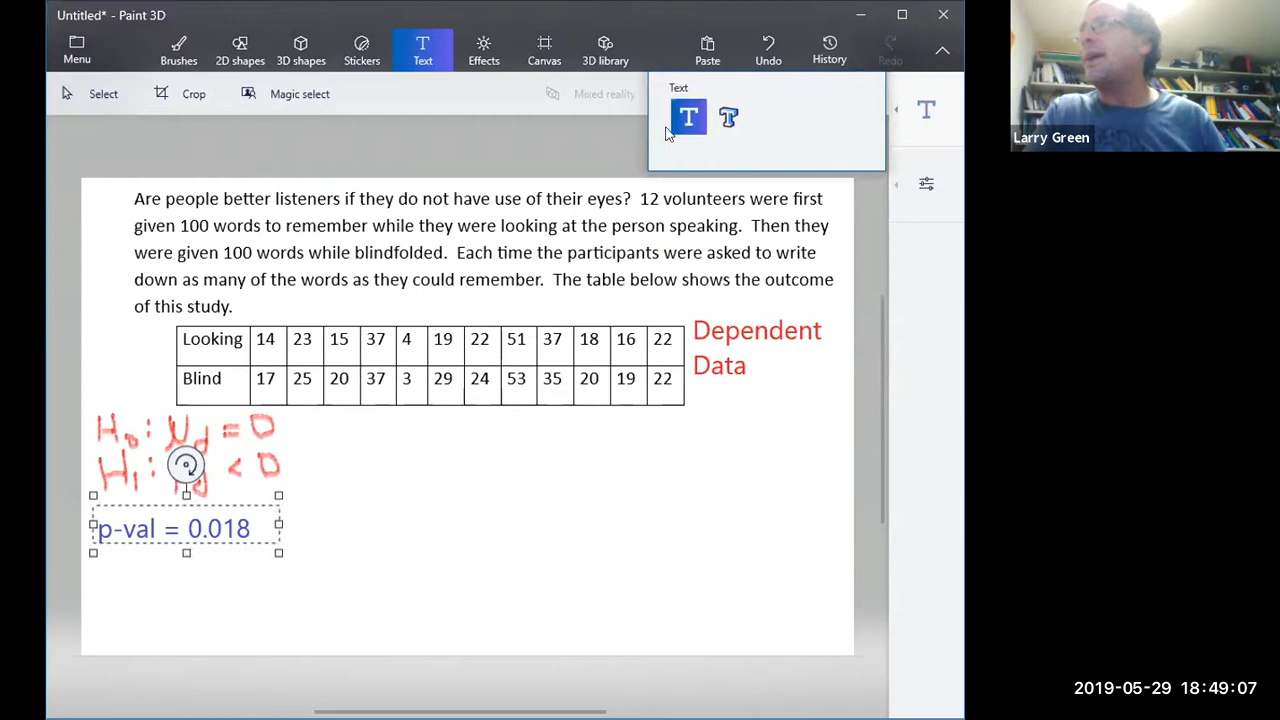 Untitled* - Paint 3D
Menu
Brushes
2D shapes
3D shapes
Stickers
Text
Effects
Canvas
3D library
Paste
Undo
History
Redo
Select
Crop
Magic select
Mixed reality
Text
Larry Green
Are people better listeners if they do not have use of their eyes? 12 volunteers were first
given 100 words to remember while they were looking at the person speaking. Then they
were given 100 words while blindfolded. Each time the participants were asked to write
down as many of the words as they could remember. The table below shows the outcome
of this study.
Looking 14 23 15 37 4 19 22 51 37 18 16 22
Blind 17 25 20 37 3 29 24 53 35 20 19 22
Dependent
Data
H₀: μd = 0
H₁: μd < 0
p-val = 0.018
2019-05-29 18:49:07